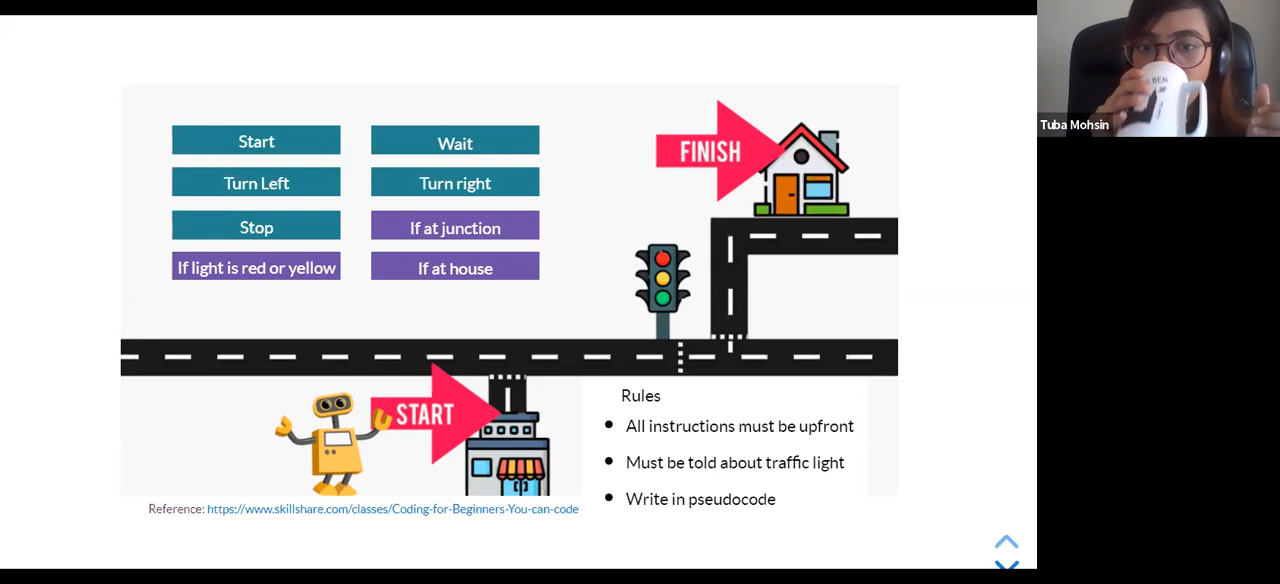 Start
Wait
Turn Left
Turn right
Stop
If at junction
If light is red or yellow
If at house
FINISH
START
Rules
• All instructions must be upfront
• Must be told about traffic light
• Write in pseudocode
Reference: https://www.skillshare.com/classes/Coding-for-Beginners-You-can-code
Tuba Mohsin
BEN